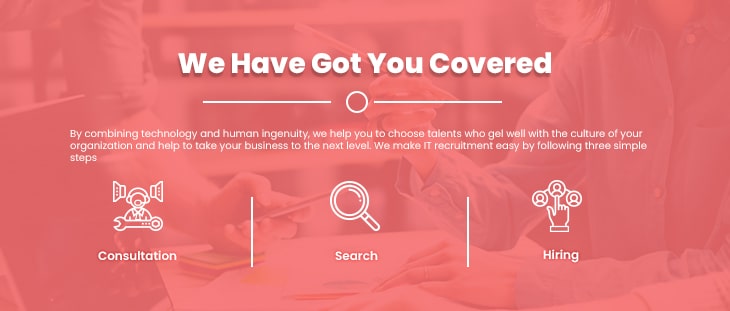 We Have Got You Covered
By combining technology and human ingenuity, we help you to choose talents who gel well with the culture of your
organization and help to take your business to the next level. We make IT recruitment easy by following three simple
steps
Consultation
Search
Hiring